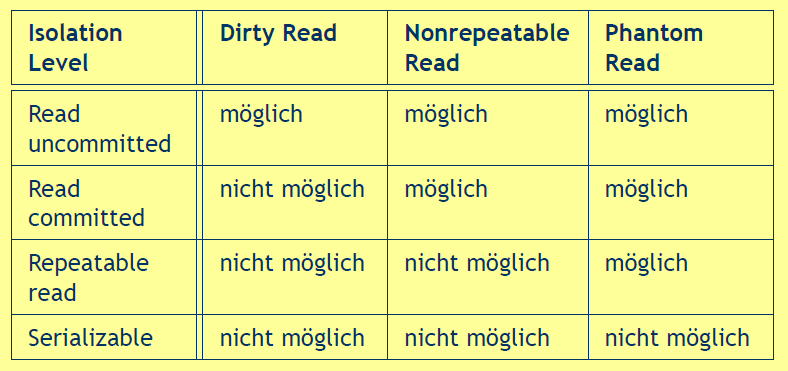 Isolation Level Dirty Read Nonrepeatable Read Phantom Read
Read uncommitted möglich möglich möglich
Read committed nicht möglich möglich möglich
Repeatable read nicht möglich nicht möglich möglich
Serializable nicht möglich nicht möglich nicht möglich